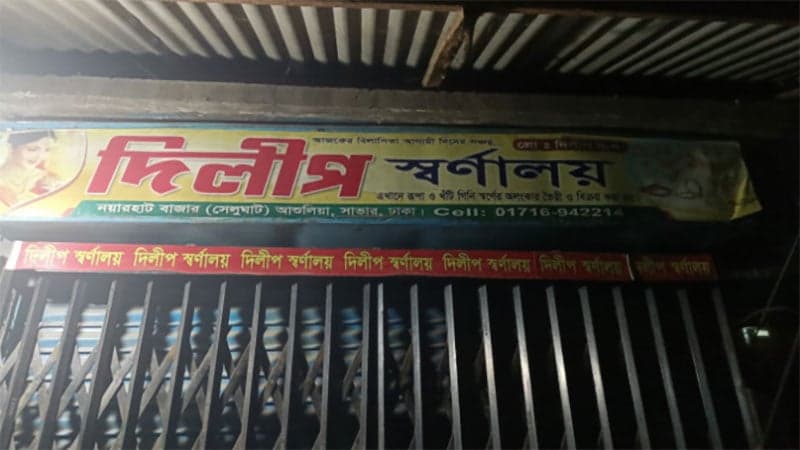 আজকের বিলাসিতা আগামী দিনের সঞ্চয়
প্রোঃ দিলীপ
দিলীপ স্বর্ণালয়
এখানে রূপা ও খাঁটি গিনি স্বর্ণের অলংকার তৈরী ও বিক্রয় করা হয়
নয়ারহাট বাজার (সেনুঘাট) আশুলিয়া, সাভার, ঢাকা। Cell: 01716-942214
দিলীপ স্বর্ণালয় দিলীপ স্বর্ণালয় দিলীপ স্বর্ণালয় দিলীপ স্বর্ণালয় দিলীপ স্বর্ণালয় দিলীপ স্বর্ণালয় দিলীপ স্বর্ণালয়